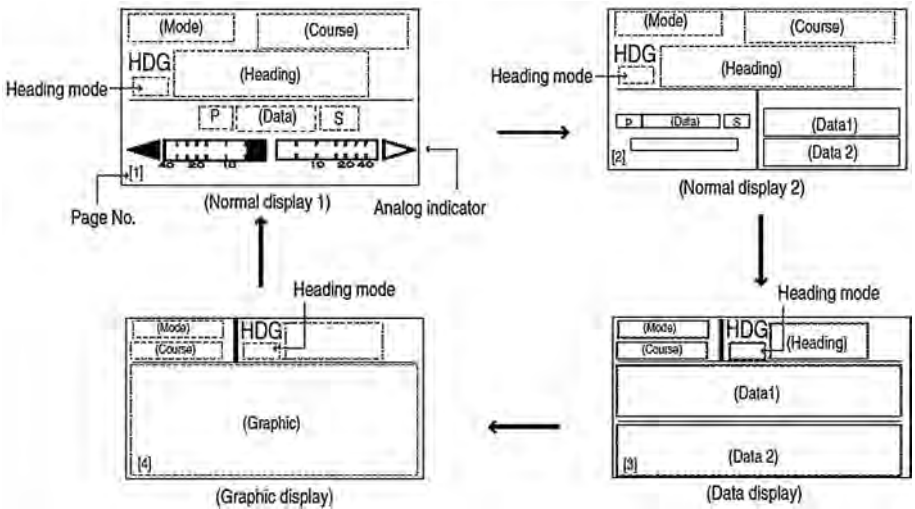 (Mode)
(Course)
HDG
(Heading)
Heading mode
P
(Data)
S
40 20 10
10 20 40
[1]
Page No.
(Normal display 1)
Analog indicator
(Mode)
(Course)
HDG
(Heading)
Heading mode
P
(Data)
S
(Data1)
(Data 2)
[2]
(Normal display 2)
Heading mode
(Mode)
HDG
(Course)
(Graphic)
[4]
(Graphic display)
Heading mode
(Mode)
HDG
(Heading)
(Course)
(Data1)
(Data 2)
[3]
(Data display)